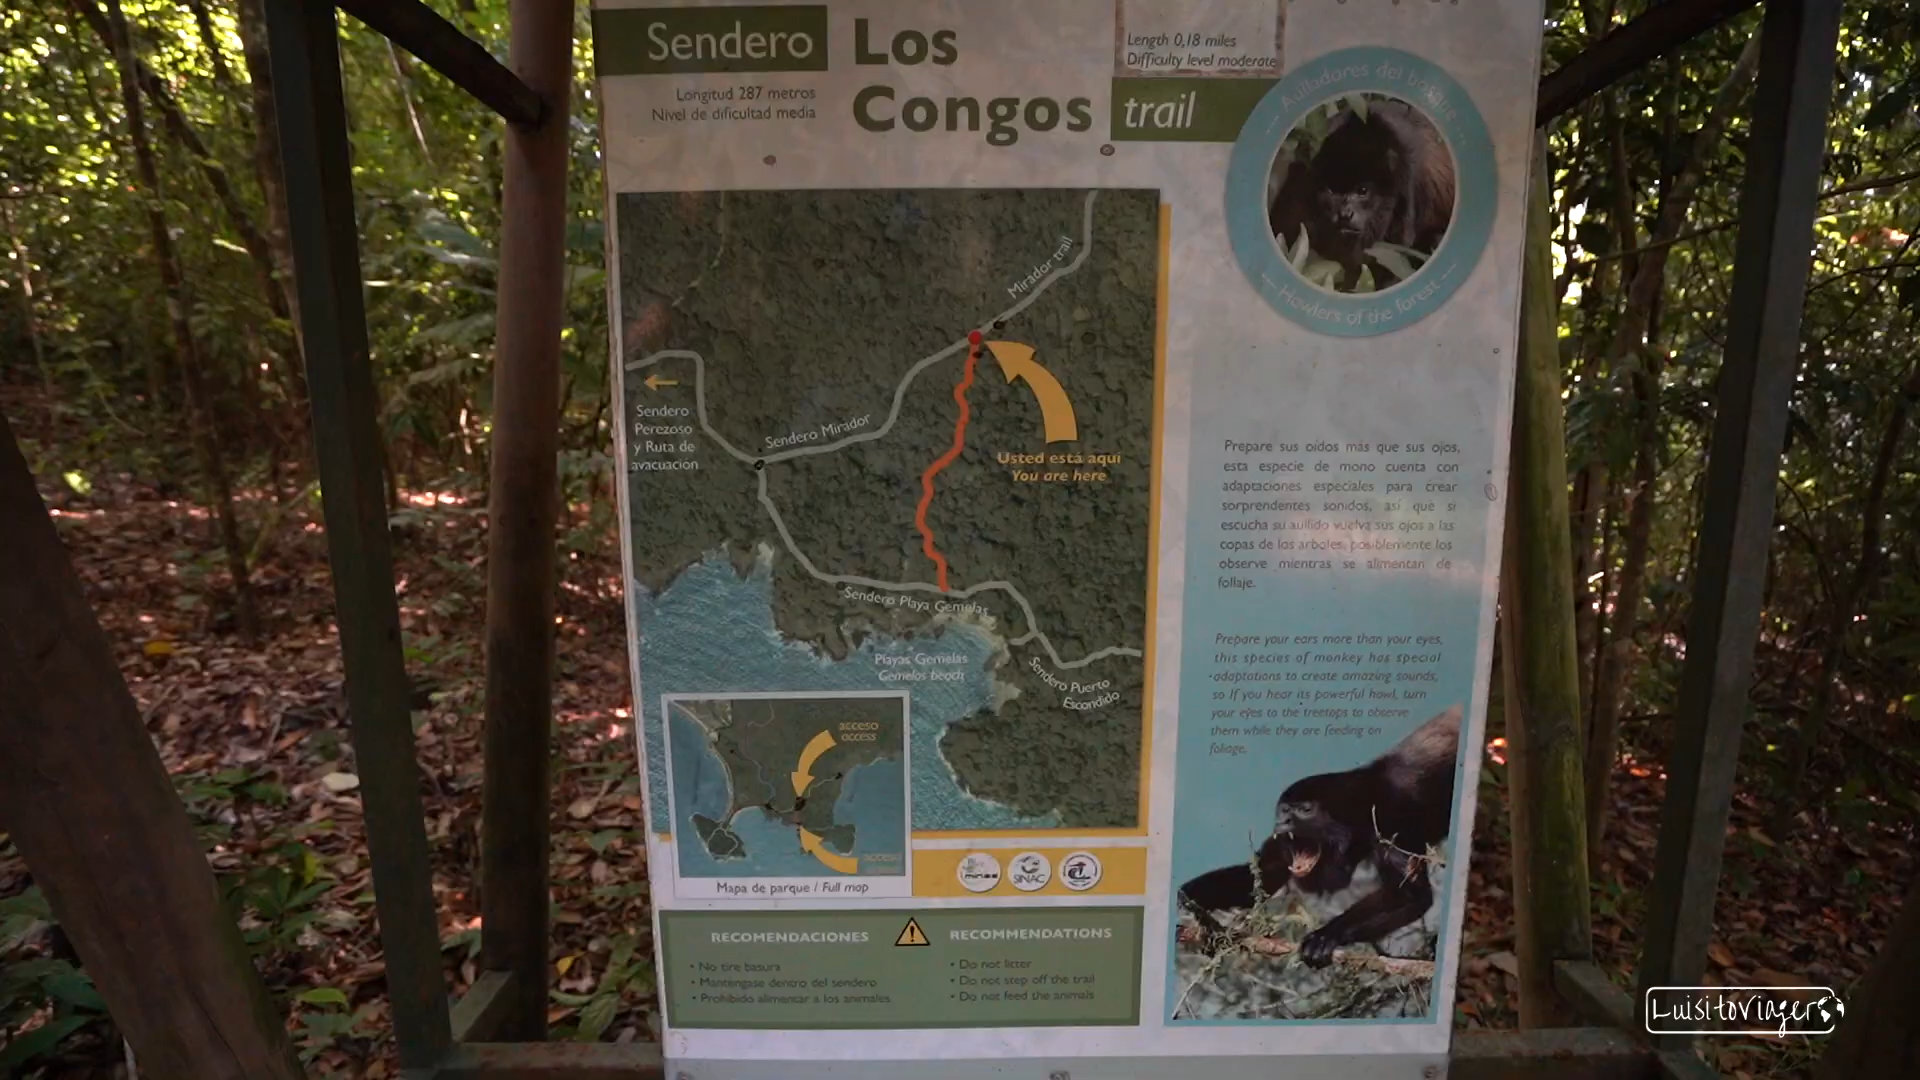 Sendero
Los
Congos
Longitud 287 metros
Nivel de dificultad media
Length 0,18 miles
Difficulty level moderate
trail
Aulladores del bosque
Howlers of the forest
Mirador trail
Sendero
Perezoso
y Ruta de
avacuación
Sendero Mirador
Usted está aquí
You are here
Sendero Playa Gemelas
Playas Gemelas
Gemelas beach
Sendero Puerto
Escondido
acceso
access
acceso
Mapa de parque / Full map
SINAC
Prepare sus oídos más que sus ojos,
esta especie de mono cuenta con
adaptaciones especiales para crear
sorprendentes sonidos, así que si
escucha su aullido vuelva sus ojos a las
copas de los arboles, posiblemente los
observe mientras se alimentan de
follaje.
Prepare your ears more than your eyes,
this species of monkey has special
adaptations to create amazing sounds,
so If you hear its powerful howl, turn
your eyes to the treetops to observe
them while they are feeding on
foliage.
RECOMENDACIONES
• No tire basura
• Manténgase dentro del sendero
• Prohibido alimentar a los animales
RECOMMENDATIONS
• Do not litter
• Do not step off the trail
• Do not feed the animals
LuisitoViajero